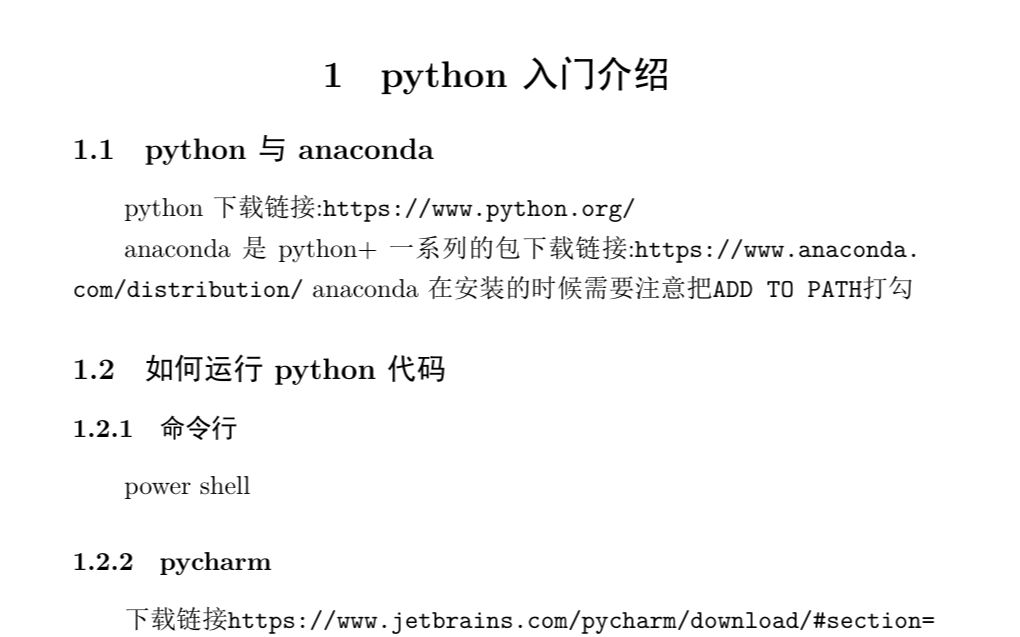 1 python 入门介绍
1.1 python 与 anaconda
python 下载链接:https://www.python.org/
anaconda 是 python+ 一系列的包下载链接:https://www.anaconda.
com/distribution/ anaconda 在安装的时候需要注意把ADD TO PATH打勾
1.2 如何运行 python 代码
1.2.1 命令行
power shell
1.2.2 pycharm
下载链接https://www.jetbrains.com/pycharm/download/#section=